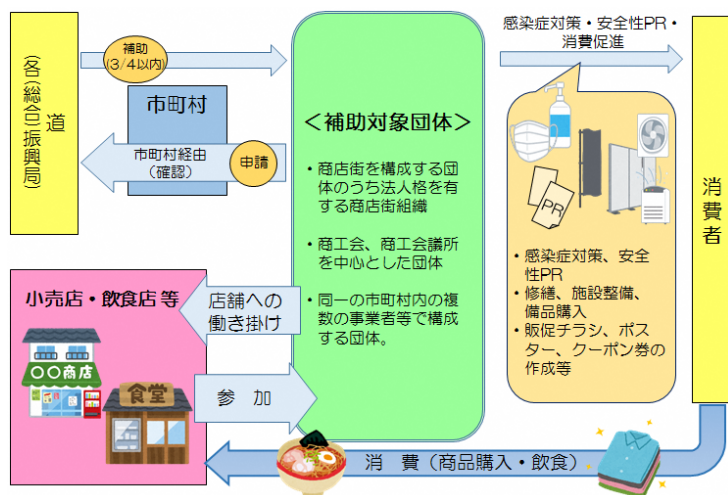 道
(各(総合)振興局)
補助
(3/4以内)
市町村
市町村経由
(確認)
申請
<補助対象団体>
・商店街を構成する団
体のうち法人格を有
する商店街組織
・商工会、商工会議所
を中心とした団体
・同一の市町村内の複
数の事業者等で構成
する団体。
感染症対策・安全性PR・
消費促進
PR
・感染症対策、安全
性PR
・修繕、施設整備、
備品購入
・販促チラシ、ポス
ター、クーポン券の
作成等
消費者
小売店・飲食店 等
〇〇商店
食堂
店舗への
働き掛け
参 加
消 費(商品購入・飲食)